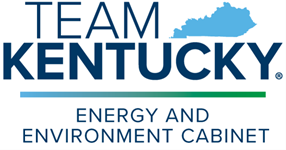 TEAM
KENTUCKY®
ENERGY AND
ENVIRONMENT CABINET